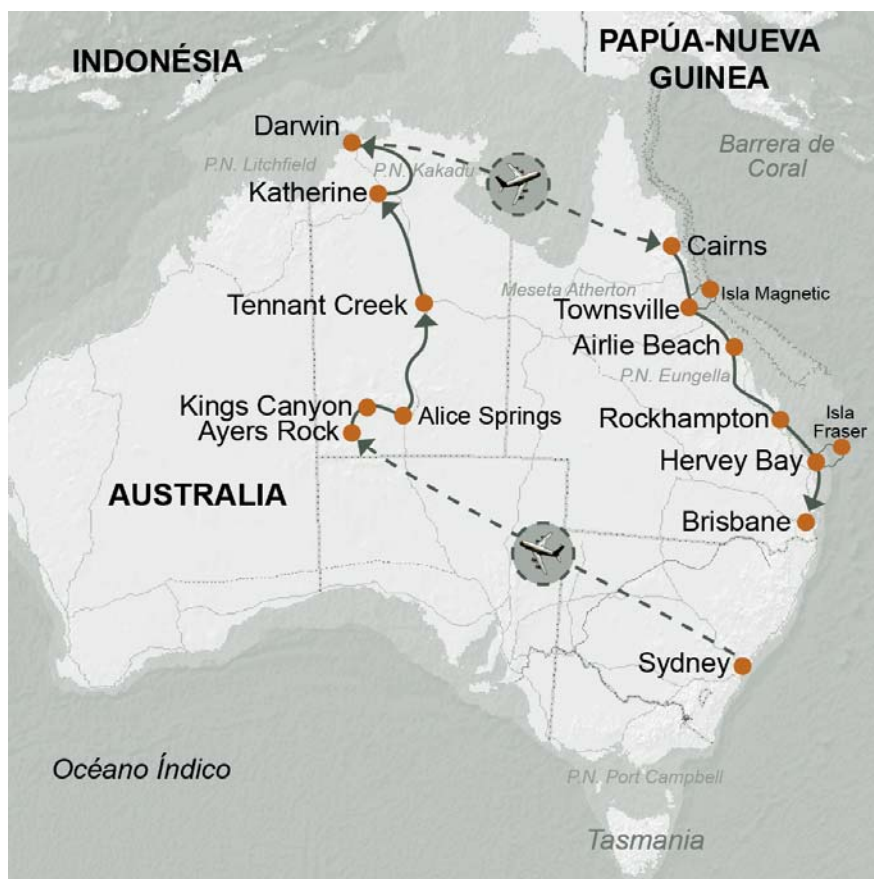 INDONÉSIA
PAPÚA-NUEVA
GUINEA
Darwin
Barrera de
Coral
P.N. Litchfield
P.N. Kakadu
Katherine
Cairns
Meseta Atherton
Isla Magnetic
Tennant Creek
Townsville
Airlie Beach
P.N. Eungella
Kings Canyon
Alice Springs
Rockhampton
Isla
Fraser
Ayers Rock
Hervey Bay
AUSTRALIA
Brisbane
Sydney
Océano Índico
P.N. Port Campbell
Tasmania